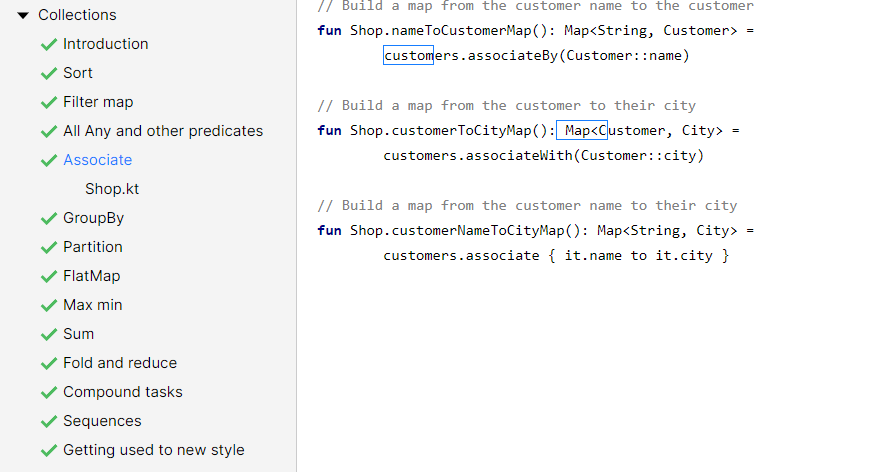 Collections
Introduction
Sort
Filter map
All Any and other predicates
Associate
Shop.kt
GroupBy
Partition
FlatMap
Max min
Sum
Fold and reduce
Compound tasks
Sequences
Getting used to new style
// Build a map from the customer name to the customer
fun Shop.nameToCustomerMap(): Map<String, Customer> =
customers.associateBy(Customer::name)
// Build a map from the customer to their city
fun Shop.customerToCityMap(): Map<Customer, City> =
customers.associateWith(Customer::city)
// Build a map from the customer name to their city
fun Shop.customerNameToCityMap(): Map<String, City> =
customers.associate { it.name to it.city }